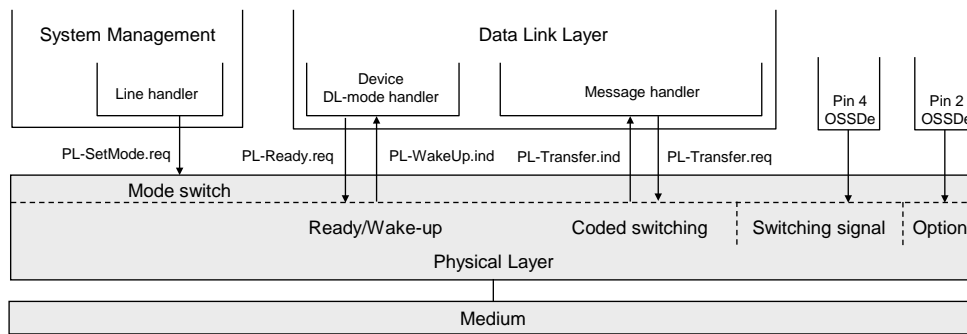 System Management
Data Link Layer
Line handler
Device
DL-mode handler
Message handler
Pin 4
OSSDe
Pin 2
OSSDe
PL-SetMode.req
PL-Ready.req
PL-WakeUp.ind
PL-Transfer.ind
PL-Transfer.req
Mode switch
Ready/Wake-up
Coded switching
Switching signal
Option
Physical Layer
Medium